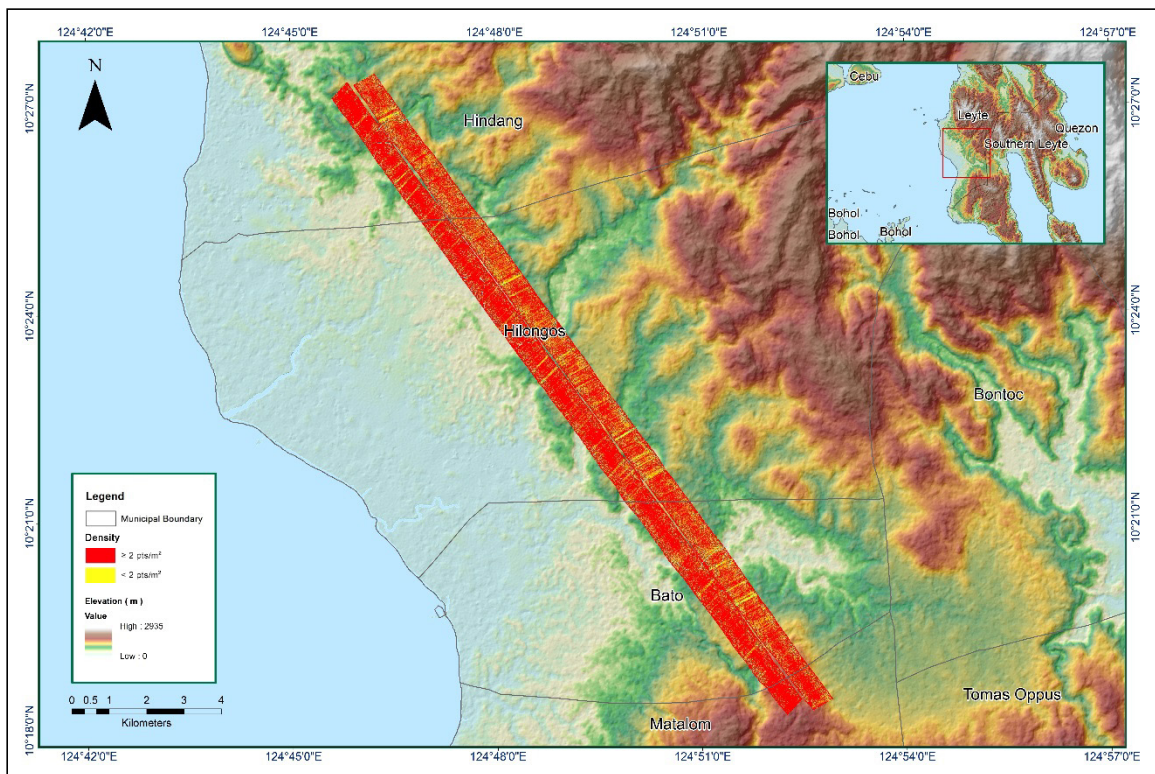 124°42'0"E 124°45'0"E 124°48'0"E 124°51'0"E 124°54'0"E 124°57'0"E
N
10°27'0"N
10°24'0"N
10°21'0"N
10°18'0"N
10°27'0"N
10°24'0"N
10°21'0"N
10°18'0"N
Cebu
Leyte
Quezon
Southern Leyte
Bohol
Bohol
Bohol
Hindang
Hilongos
Bontoc
Bato
Tomas Oppus
Matalom
Legend
Municipal Boundary
Density
> 2 pts/m²
< 2 pts/m²
Elevation ( m )
Value
High : 2935
Low : 0
0 0.5 1 2 3 4
Kilometers
124°42'0"E 124°45'0"E 124°48'0"E 124°51'0"E 124°54'0"E 124°57'0"E